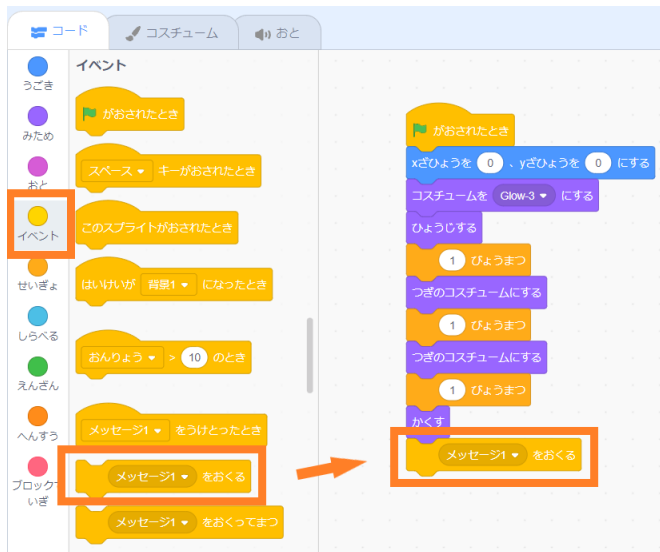 コード
コスチューム
おと
うごき
みため
おと
イベント
せいぎょ
しらべる
えんざん
へんすう
ブロックて
いぎ
イベント
がおされたとき
スペース キーがおされたとき
このスプライトがおされたとき
はいけいが 背景1 になったとき
おんりょう > 10 のとき
メッセージ1 をうけとったとき
メッセージ1 をおくる
メッセージ1 をおくってまつ
がおされたとき
xざひょうを 0 、yざひょうを 0 にする
コスチュームを Glow-3 にする
ひょうじする
1 びょうまつ
つぎのコスチュームにする
1 びょうまつ
つぎのコスチュームにする
1 びょうまつ
かくす
メッセージ1 をおくる